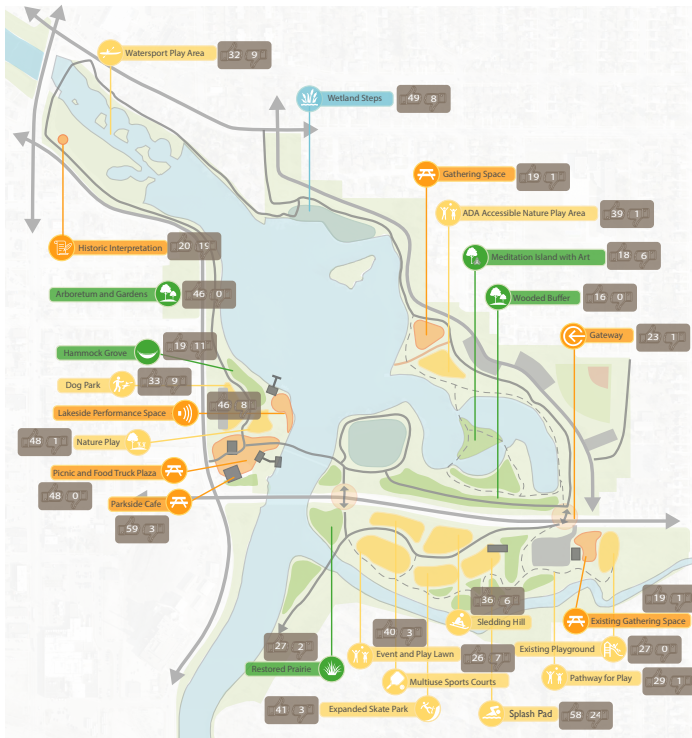 Watersport Play Area 32 9
Wetland Steps 49 8
Gathering Space 19 1
ADA Accessible Nature Play Area 39 1
Historic Interpretation 20 19
Meditation Island with Art 18 6
Arboretum and Gardens 46 0
Wooded Buffer 16 0
Gateway 23 1
Hammock Grove 19 11
Dog Park 33 9
Lakeside Performance Space 46 8
Nature Play 48 1
Picnic and Food Truck Plaza
48 0
Parkside Cafe
59 3
36 6
Sledding Hill
19 1
Existing Gathering Space
40 3
Event and Play Lawn
26 7
Existing Playground 27 0
27 2
Restored Prairie
Multiuse Sports Courts
Pathway for Play 29 1
41 3 Expanded Skate Park
Splash Pad 58 24